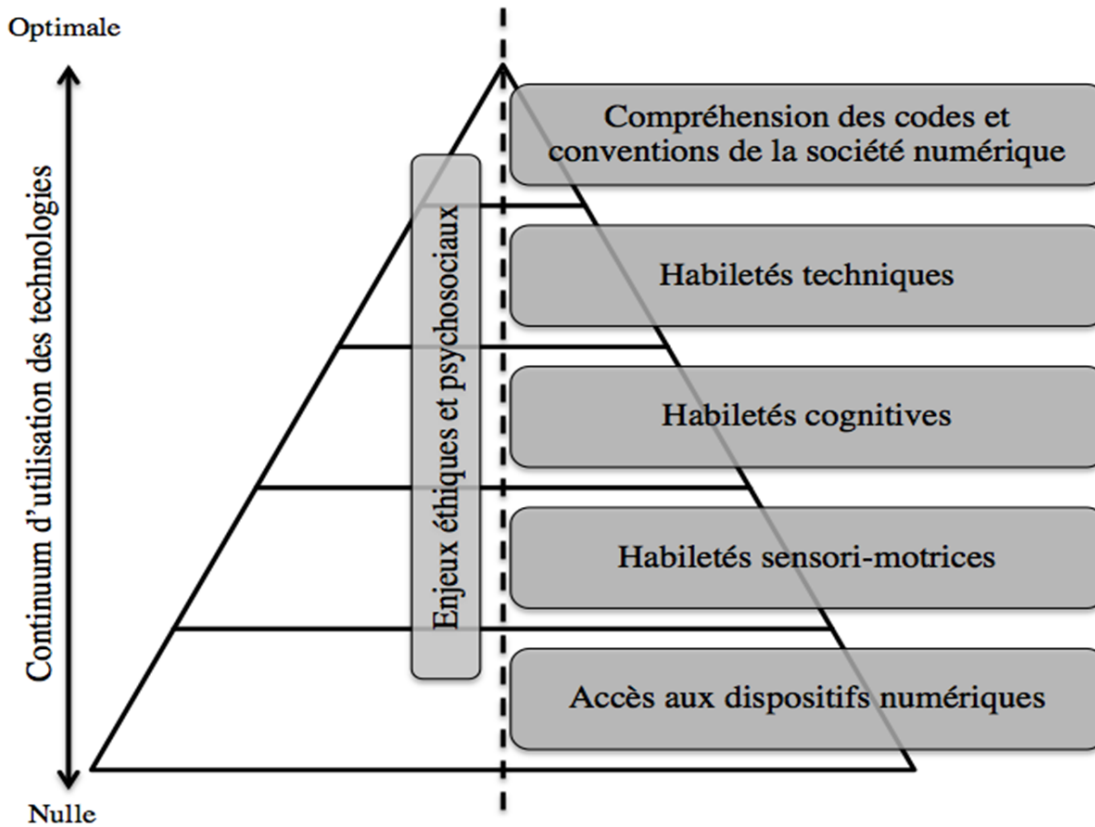 Optimale
Compréhension des codes et
conventions de la société numérique
Habiletés techniques
Habiletés cognitives
Habiletés sensori-motrices
Accès aux dispositifs numériques
Enjeux éthiques et psychosociaux
Continuum d'utilisation des technologies
Nulle